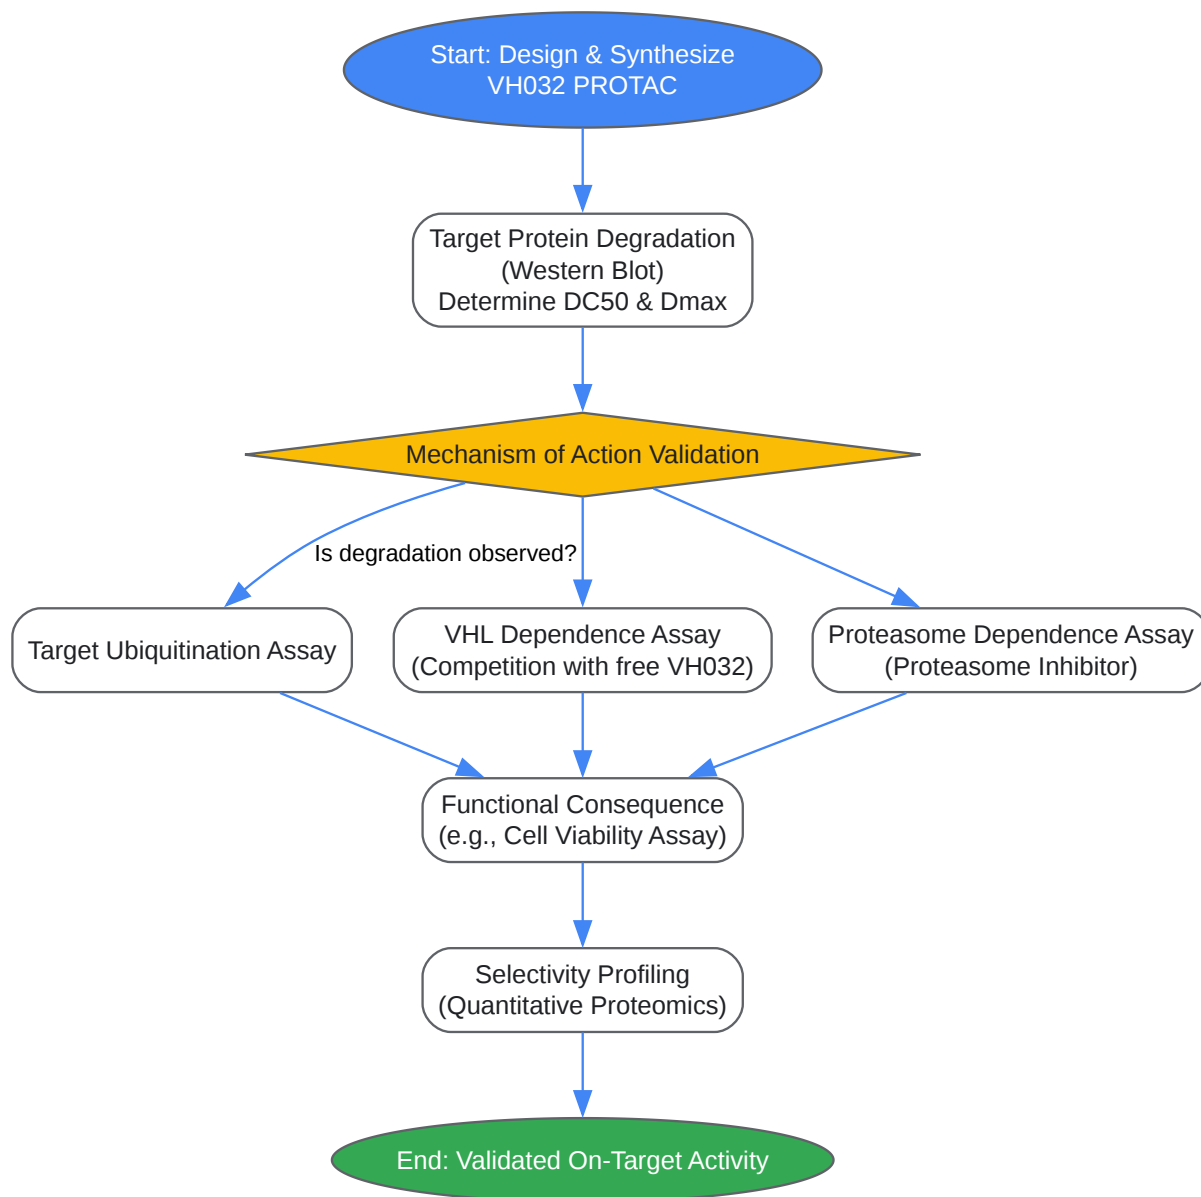 Start: Design & Synthesize
VH032 PROTAC
Target Protein Degradation
(Western Blot)
Determine DC50 & Dmax
Mechanism of Action Validation
Is degradation observed?
Target Ubiquitination Assay
VHL Dependence Assay
(Competition with free VH032)
Proteasome Dependence Assay
(Proteasome Inhibitor)
Functional Consequence
(e.g., Cell Viability Assay)
Selectivity Profiling
(Quantitative Proteomics)
End: Validated On-Target Activity